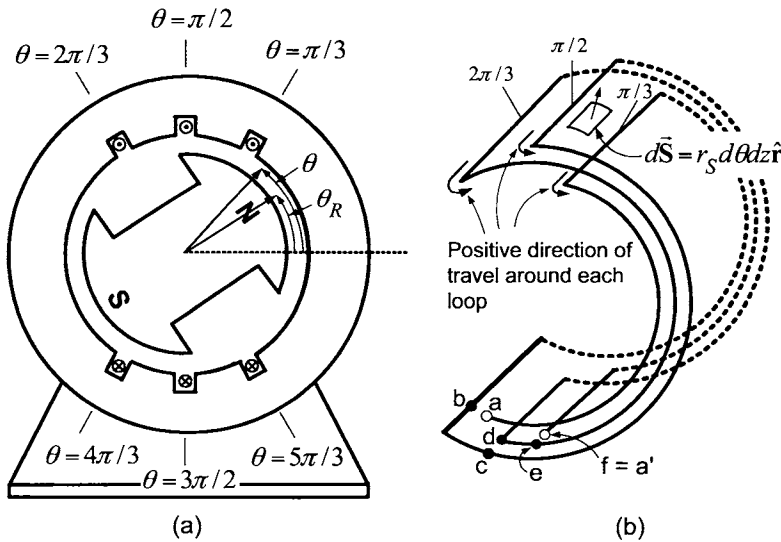 θ = π/2
θ = 2π/3
θ = π/3
θ
θ_R
N
S
θ = 4π/3
θ = 5π/3
θ = 3π/2
(a)
(b)
π/2
2π/3
π/3
dS⃗ = r_S dθdzr̂
Positive direction of
travel around each
loop
b
a
d
c
e
f = a'